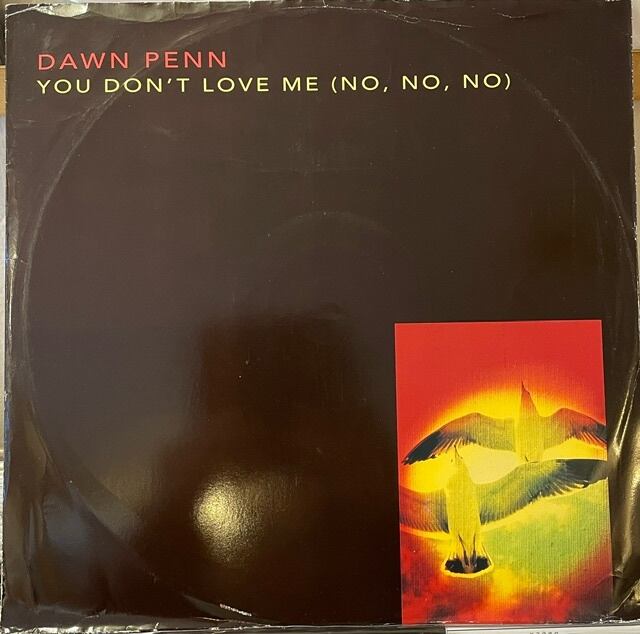 DAWN PENN
YOU DON'T LOVE ME (NO, NO, NO)